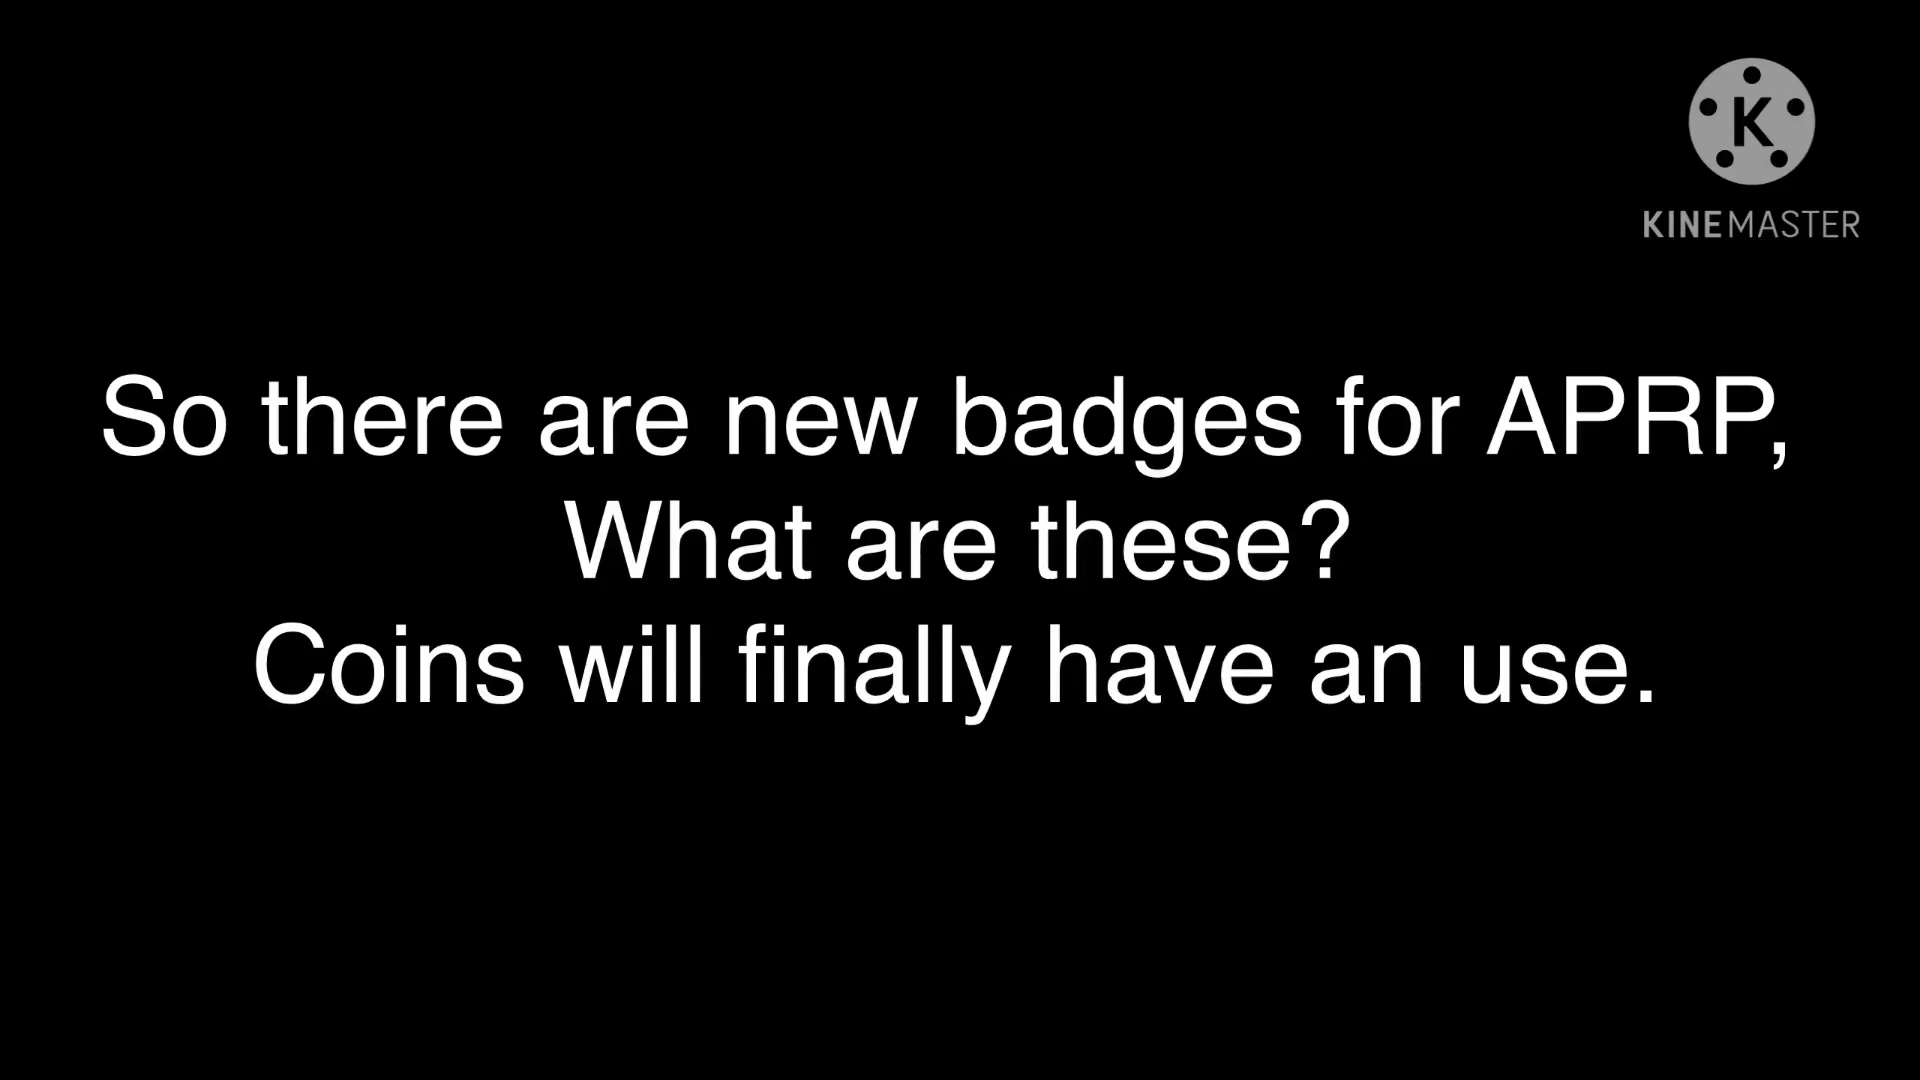 K
KINEMASTER
So there are new badges for APRP,
What are these?
Coins will finally have an use.